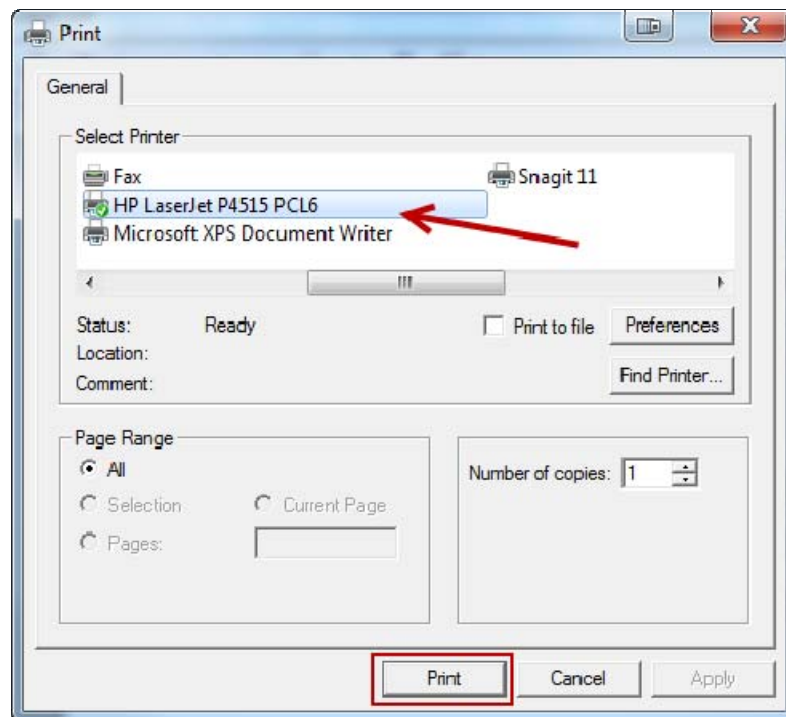 Print
General
Select Printer
Fax
Snagit 11
HP LaserJet P4515 PCL6
Microsoft XPS Document Writer
Status: Ready
Print to file
Preferences
Location:
Comment:
Find Printer...
Page Range
All
Selection
Current Page
Pages:
Number of copies: 1
Print
Cancel
Apply